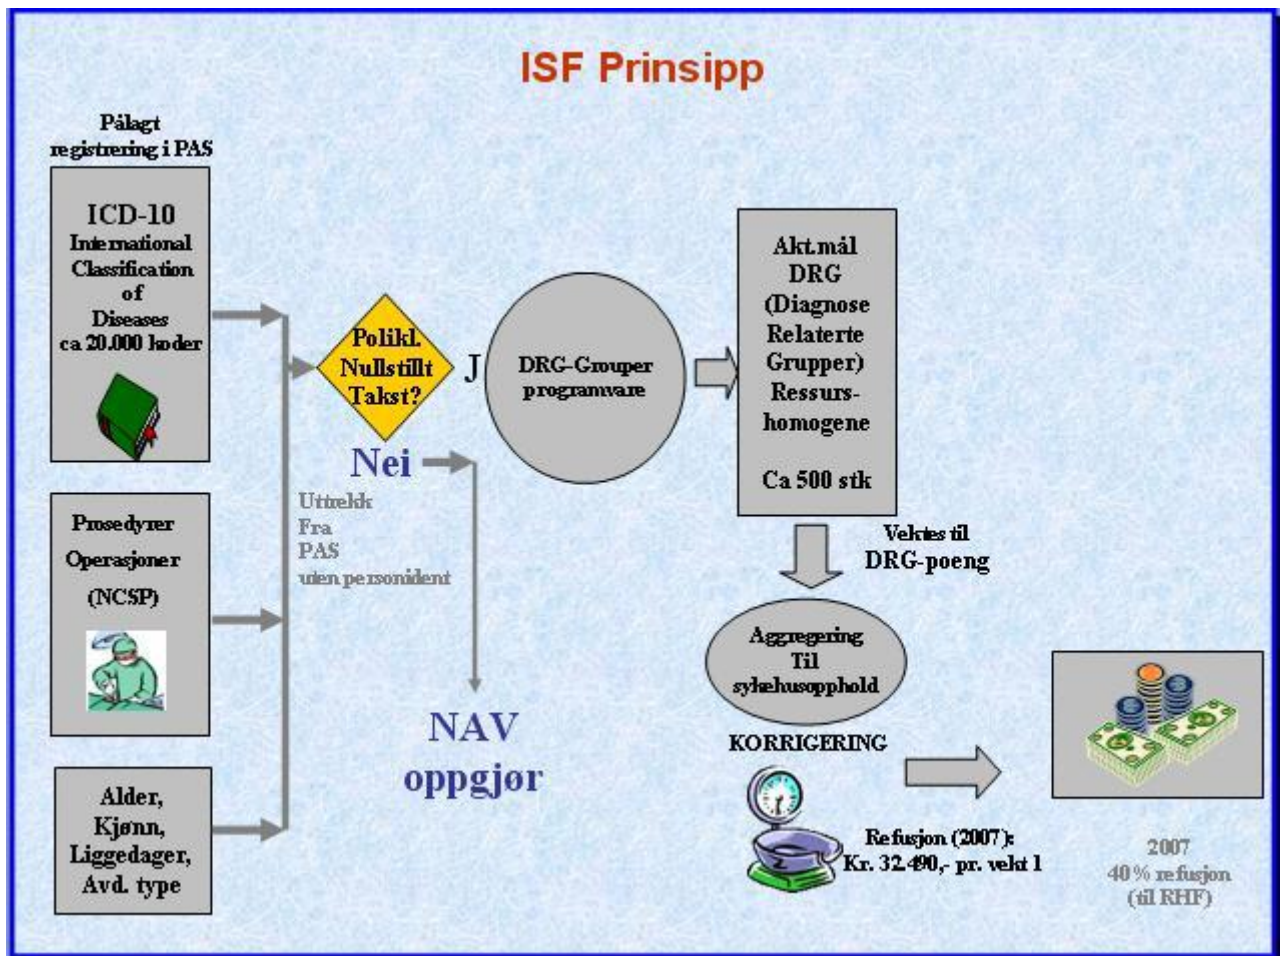 ISF Prinsipp
Pålagt
registrering i PAS
ICD-10
International
Classification
of
Diseases
ca 20.000 koder
Prosedyrer
Operasjoner
(NCSP)
Alder,
Kjønn,
Liggedager,
Avd. type
Polikl.
Nullstillt
Takst?
J
Nei
Uttrekk
Fra
PAS
uten personident
NAV
oppgjør
DRG-Grouper
programvare
Akt.mål
DRG
(Diagnose
Relaterte
Grupper)
Ressurs-
homogene
Ca 500 stk
Vektes til
DRG-poeng
Aggregering
Til
sykehusopphold
KORRIGERING
Refusjon (2007):
Kr. 32.490,- pr. vekt 1
2007
40% refusjon
(til RHF)